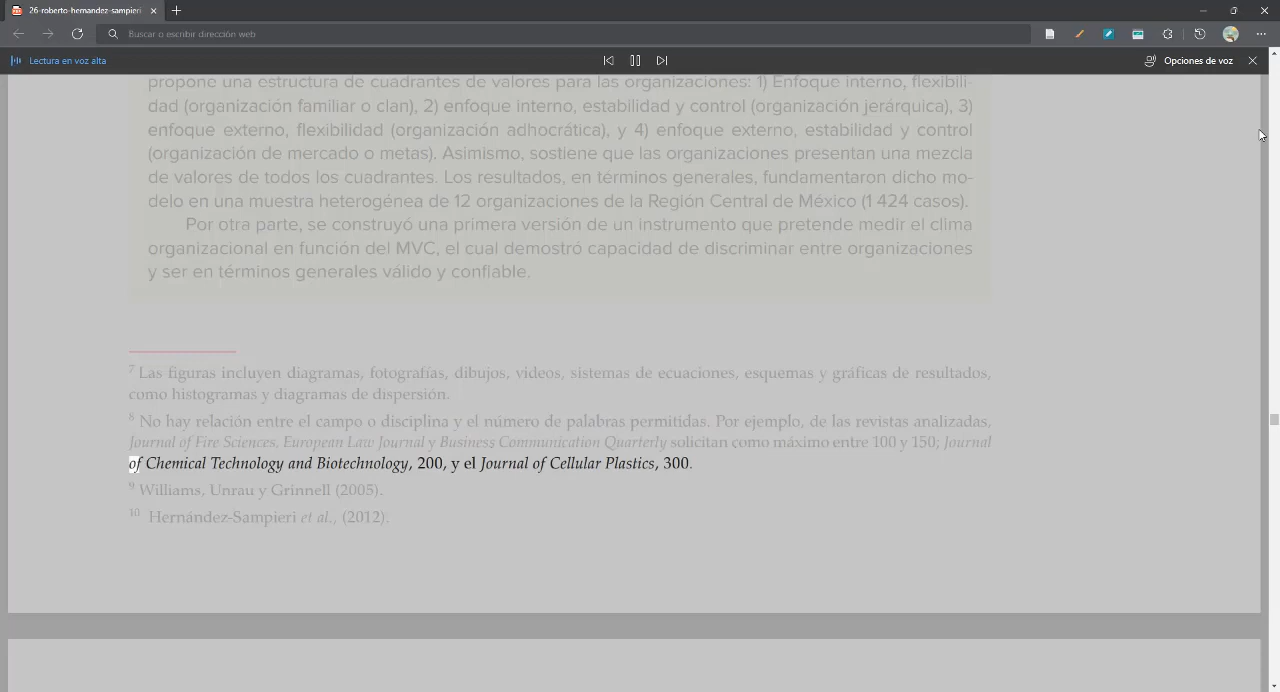 26-roberto-hernandez-sampieri
Buscar o escribir dirección web
Lectura en voz alta
Opciones de voz
propone una estructura de cuadrantes de valores para las organizaciones: 1) Enfoque interno, flexibili-
dad (organización familiar o clan), 2) enfoque interno, estabilidad y control (organización jerárquica), 3)
enfoque externo, flexibilidad (organización adhocrática), y 4) enfoque externo, estabilidad y control
(organización de mercado o metas). Asimismo, sostiene que las organizaciones presentan una mezcla
de valores de todos los cuadrantes. Los resultados, en términos generales, fundamentaron dicho mo-
delo en una muestra heterogénea de 12 organizaciones de la Región Central de México (1 424 casos).
Por otra parte, se construyó una primera versión de un instrumento que pretende medir el clima
organizacional en función del MVC, el cual demostró capacidad de discriminar entre organizaciones
y ser en términos generales válido y confiable.
7 Las figuras incluyen diagramas, fotografías, dibujos, videos, sistemas de ecuaciones, esquemas y gráficas de resultados,
como histogramas y diagramas de dispersión.
8 No hay relación entre el campo o disciplina y el número de palabras permitidas. Por ejemplo, de las revistas analizadas,
Journal of Fire Sciences, European Law Journal y Business Communication Quarterly solicitan como máximo entre 100 y 150; Journal
of Chemical Technology and Biotechnology, 200, y el Journal of Cellular Plastics, 300.
9 Williams, Unrau y Grinnell (2005).
10 Hernández-Sampieri et al., (2012).